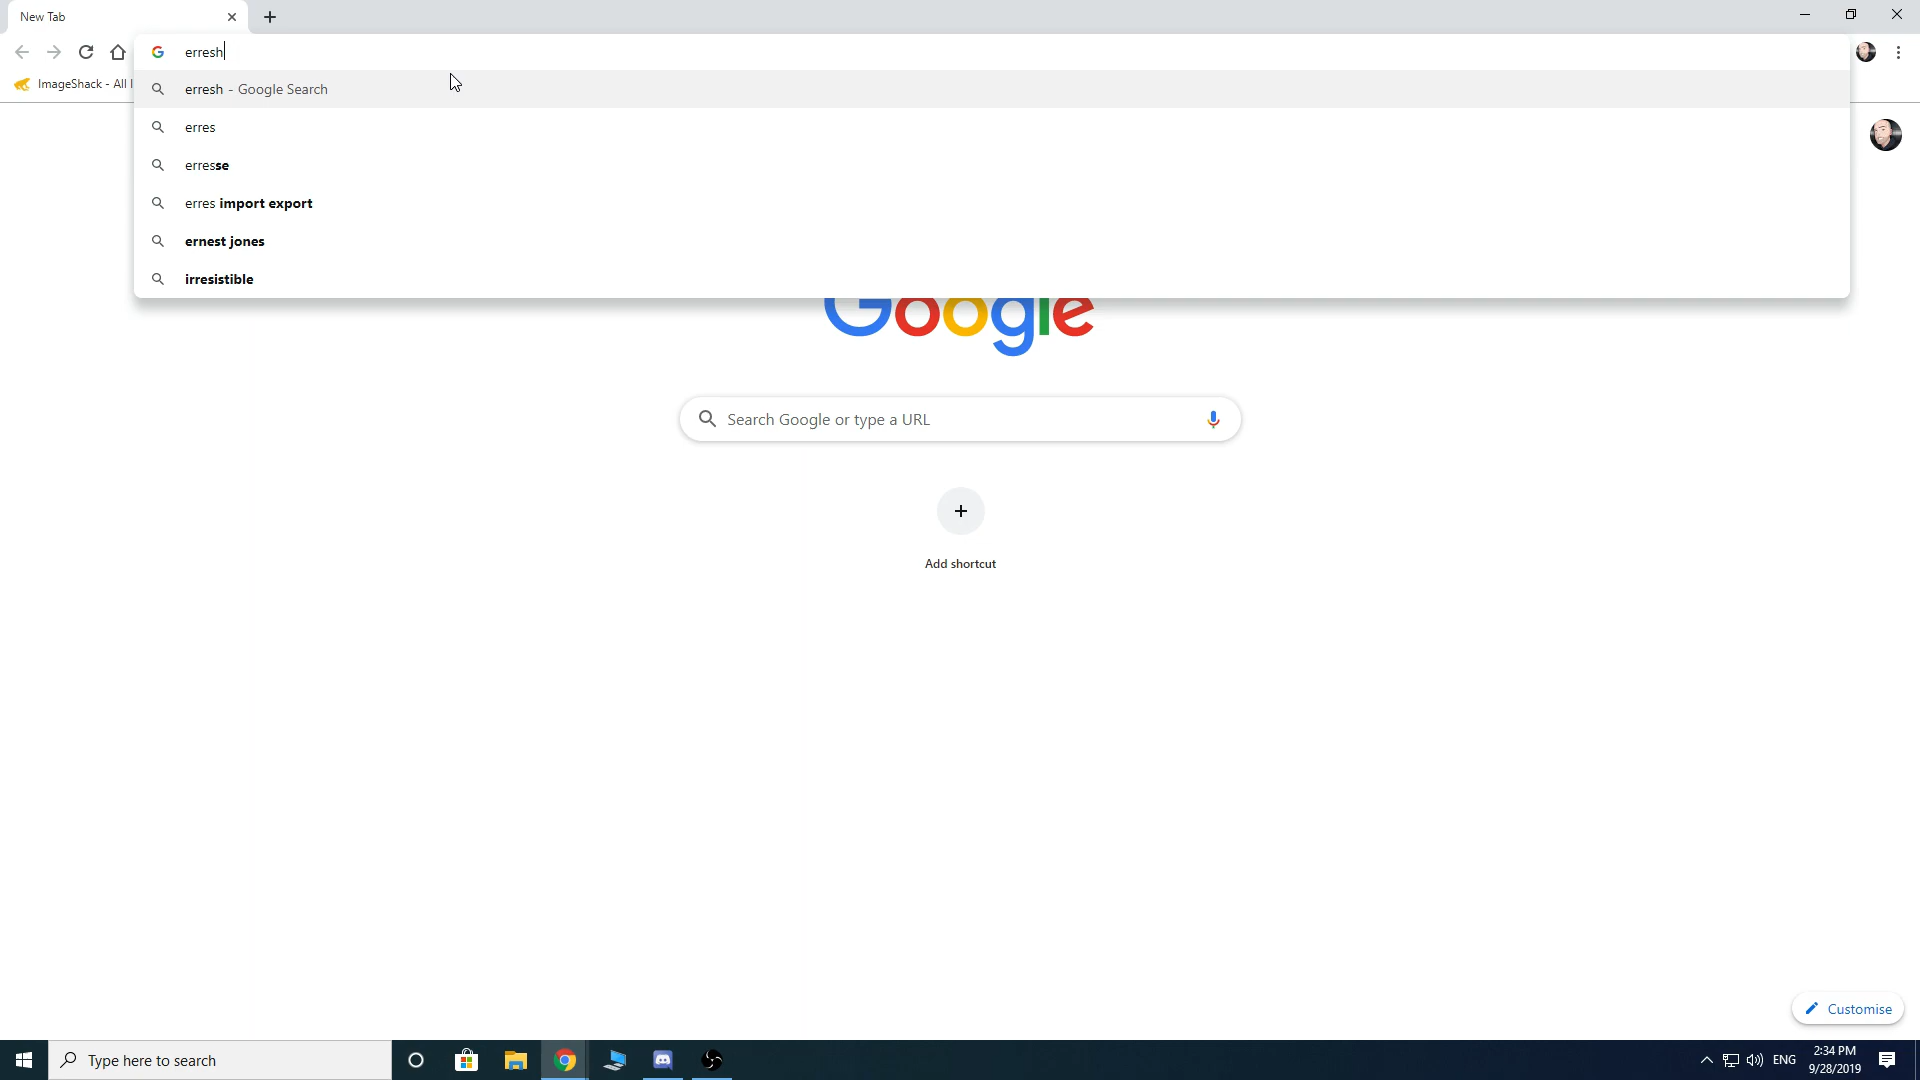 New Tab
erresh
ImageShack - All I
erresh - Google Search
erres
erresse
erres import export
ernest jones
irresistible
Google
Search Google or type a URL
Add shortcut
Customise
Type here to search
ENG
2:34 PM
9/28/2019